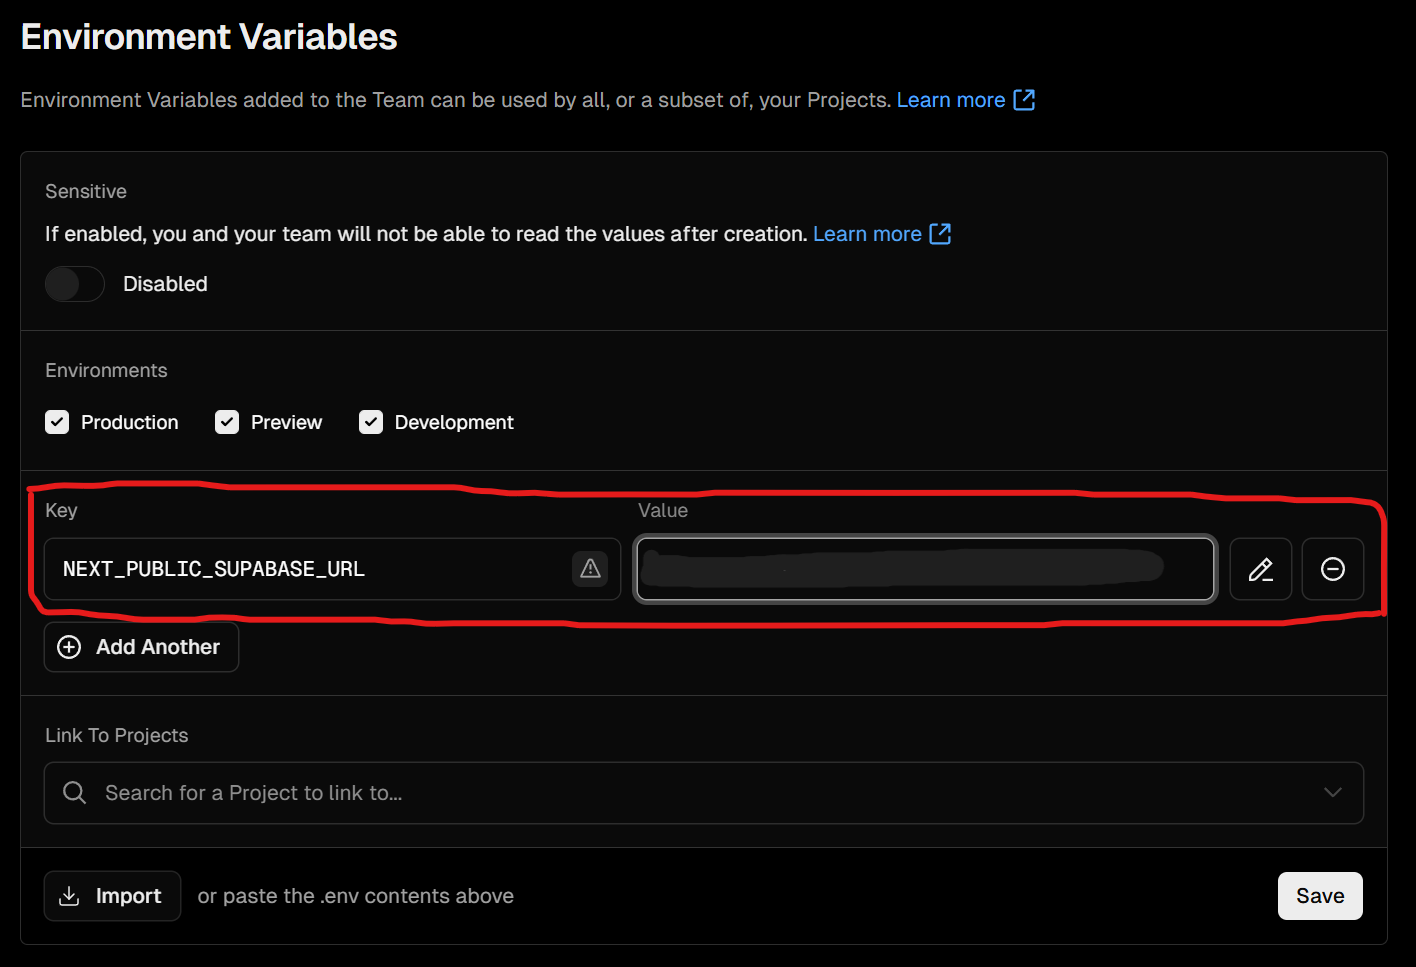 Environment Variables
Environment Variables added to the Team can be used by all, or a subset of, your Projects. Learn more
Sensitive
If enabled, you and your team will not be able to read the values after creation. Learn more
Disabled
Environments
Production Preview Development
Key Value
NEXT_PUBLIC_SUPABASE_URL
Add Another
Link To Projects
Search for a Project to link to...
Import or paste the .env contents above Save